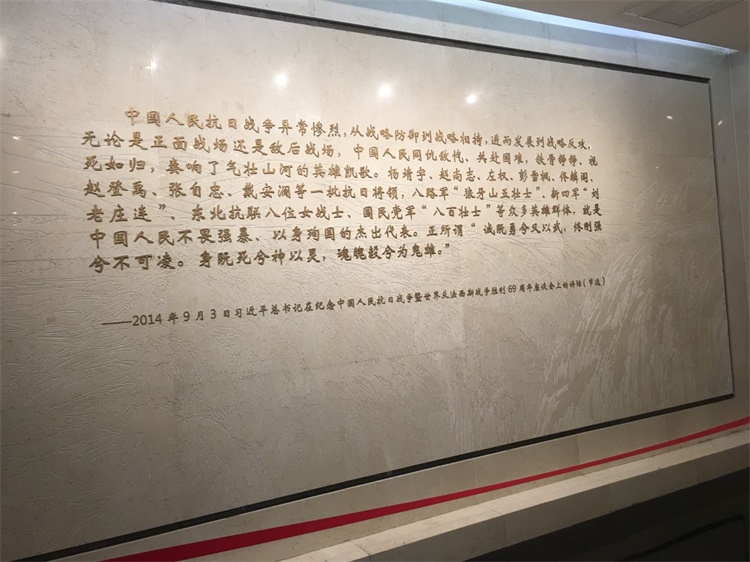 中國人民抗日战争异常惨烈，从战略防御到战略相持，进而发展到战略反攻，
无论是正面战场还是敌后战场，中國人民同仇敌忾、共赴国难，铁骨铮铮、视
死如归，奏响了气壮山河的英雄凯歌。杨靖宇、赵尚志、左权、彭雪枫、佟麟阁、
赵登禹、张自忠、戴安澜等一批抗日将领，八路军“狼牙山五壮士”、新四军“刘
老庄连”、东北抗联八位女战士、国民党军“八百壮士”等众多英雄群体，就是
中國人民不畏强暴、以身殉国的杰出代表。正所谓“诚既勇兮又以武，终刚强
兮不可凌。身既死兮神以灵，魂魄毅兮为鬼雄。”
——2014年9月3日习近平总书记在纪念中国人民抗日战争暨世界反法西斯战争胜利69周年座谈会上的讲话（节选）